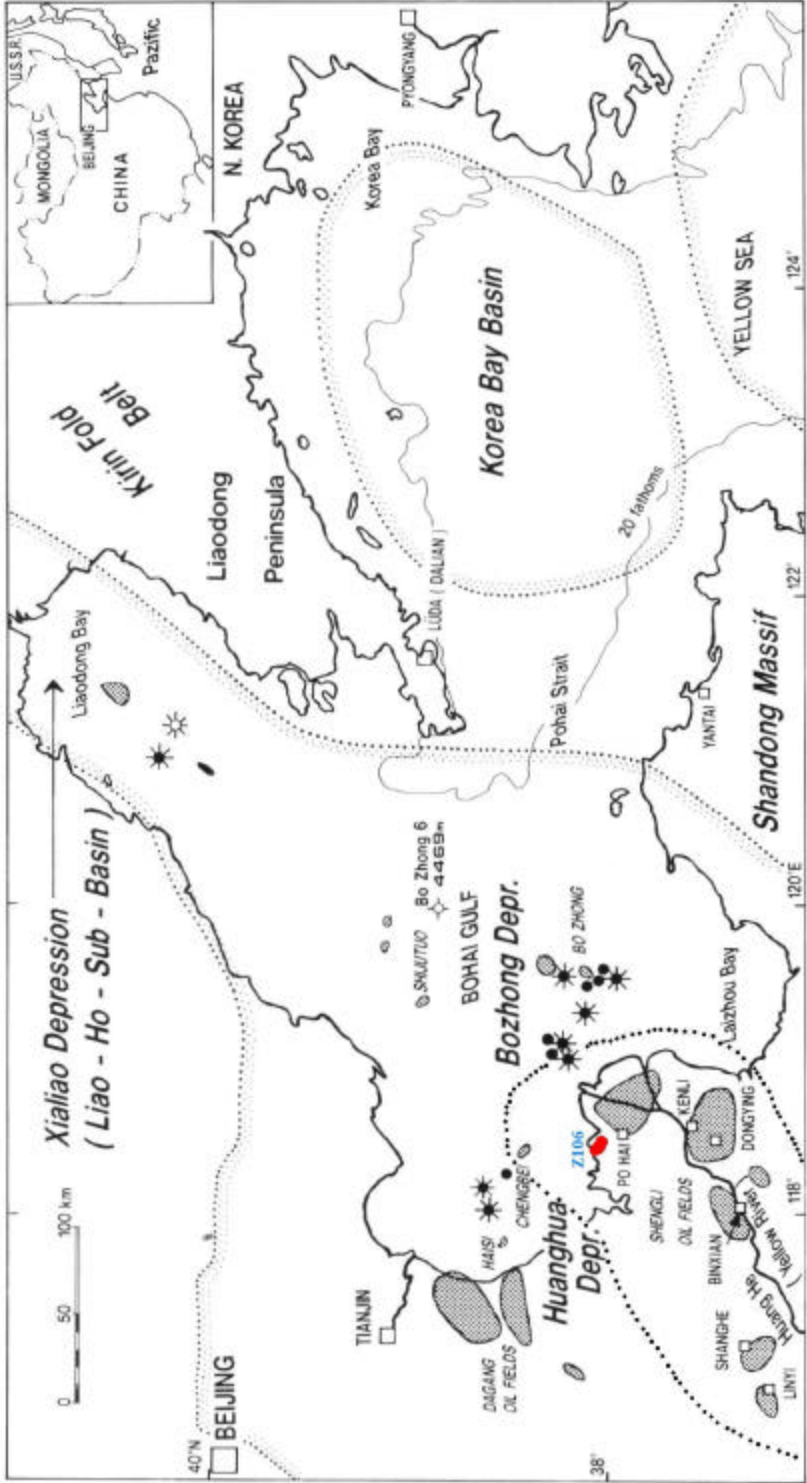 U.S.S.R.
MONGOLIA
BEIJING
CHINA
Pacific
Xialiao Depression
( Liao - Ho - Sub - Basin )
0 50 100 km
40°N
BEIJING
Liaodong Bay
Kirin Fold
Belt
Liaodong
Peninsula
N. KOREA
PYONGYANG
Korea Bay
LÜDA ( DALIAN )
Korea Bay Basin
TIANJIN
DAGANG
OIL FIELDS
HAISI
CHENGBEI
SHIJUTUO
Bo Zhong 6
4469m
BOHAI GULF
Bozhong Depr.
BO ZHONG
Pohai Strait
20 fathoms
YELLOW SEA
Huanghua
Depr.
Z106
PO HAI
SHENGLI
OIL FIELDS
KENLI
DONGYING
BINXIAN
Huang He
(Yellow River)
SHANGHE
LINYI
Laizhou Bay
YANTAI
Shandong Massif
38°
118°
120°E
122°
124°